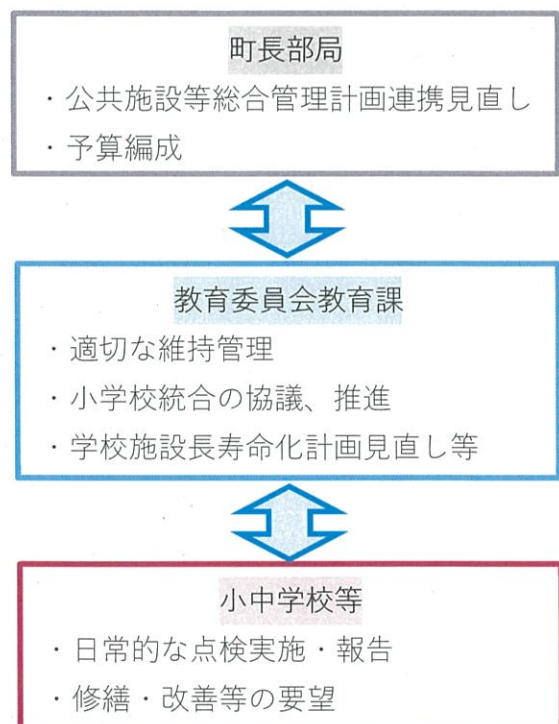 町長部局
・公共施設等総合管理計画連携見直し
・予算編成
教育委員会教育課
・適切な維持管理
・小学校統合の協議、推進
・学校施設長寿命化計画見直し等
小中学校等
・日常的な点検実施・報告
・修繕・改善等の要望